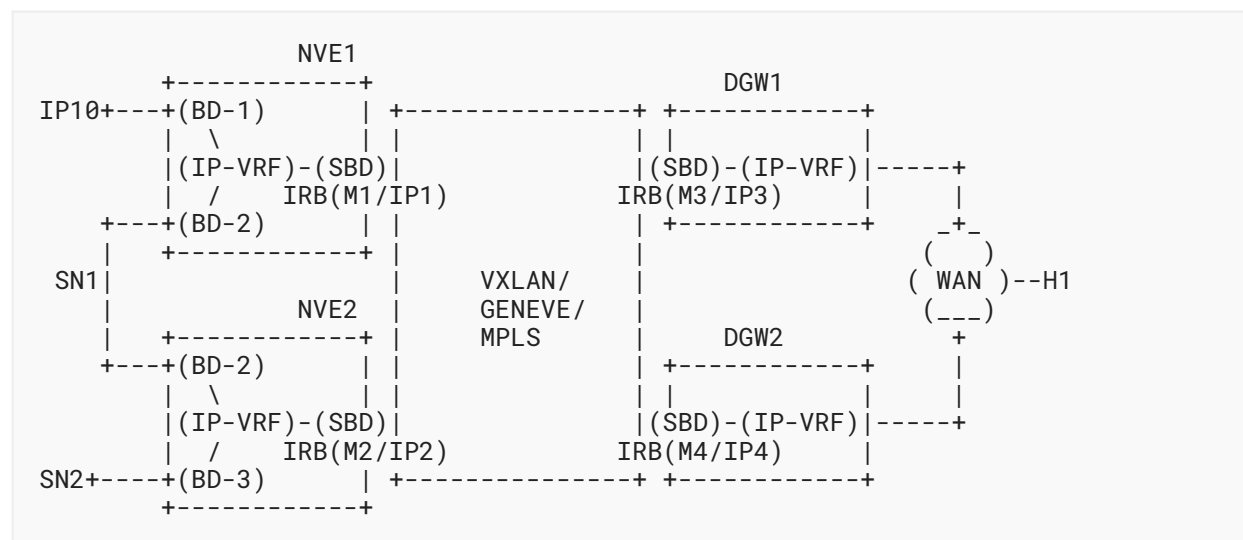 NVE1
         +------------+                       DGW1
IP10+---+(BD-1)      | +---------------+ +------------+
        |  \         | |               | |            |
        |(IP-VRF)-(SBD)|               |(SBD)-(IP-VRF)|-----+
        |  /    IRB(M1/IP1)           IRB(M3/IP3)     |     |
    +---+(BD-2)      | |               | +------------+    _+_
    |   +------------+ |               |                  (   )
 SN1|                  |     VXLAN/    |                 ( WAN )--H1
    |            NVE2  |     GENEVE/   |                  (___)
    |   +------------+ |     MPLS      |     DGW2           +
    +---+(BD-2)      | |               | +------------+     |
        |  \         | |               | |            |     |
        |(IP-VRF)-(SBD)|               |(SBD)-(IP-VRF)|-----+
        |  /    IRB(M2/IP2)           IRB(M4/IP4)     |
SN2+----+(BD-3)      | +---------------+ +------------+
        +------------+